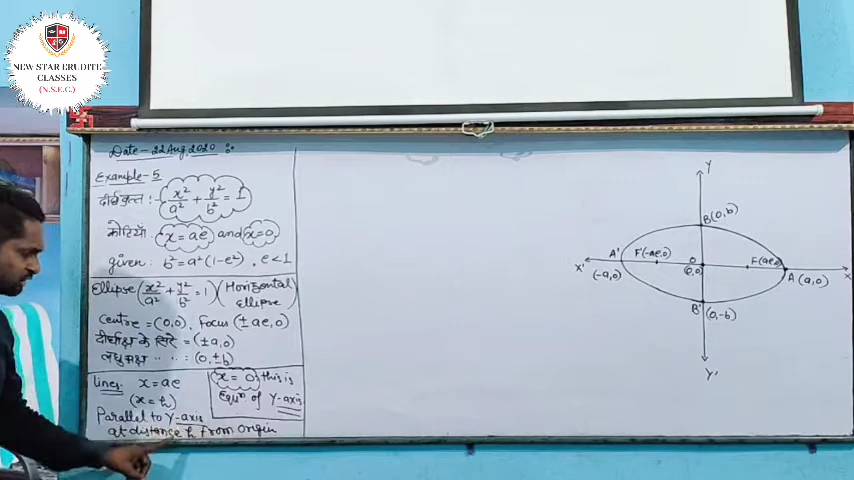 NEW STAR ERUDITE
CLASSES
(N.S.E.C.)
Date - 22 Aug. 2020
Example-5
दीर्घवृत्त : - x²/a² + y²/b² = 1
कोटियाँ x = ae and x = 0
given: b² = a²(1-e²) , e < 1
Ellipse (x²/a² + y²/b² = 1) (Horizontal
ellipse)
Centre = (0,0), Focus (±ae, 0)
दीर्घाक्ष के सिरे = (±a, 0)
लघुअक्ष " " : (0, ±b)
Lines: x = ae
(x = h)
Parallel to Y-axis
at distance h from origin
x = 0 this is
Equⁿ of Y-axis.
Y
B(0,b)
X'
A'
(-a,0)
F'(-ae,0)
O
(0,0)
F(ae,0)
A (a,0)
X
B' (0,-b)
Y'